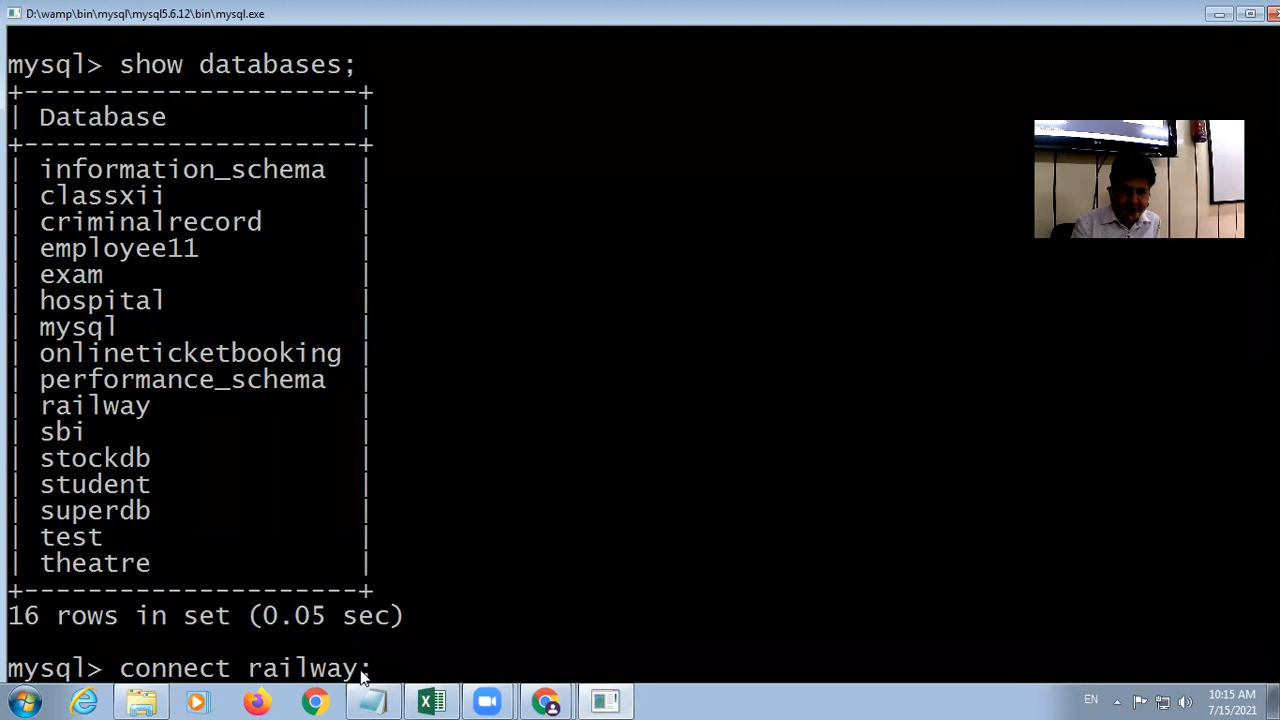 D:\wamp\bin\mysql\mysql5.6.12\bin\mysql.exe
mysql> show databases;
+---------------------+
| Database            |
+---------------------+
| information_schema  |
| classxii            |
| criminalrecord      |
| employee11          |
| exam                |
| hospital            |
| mysql               |
| onlineticketbooking |
| performance_schema  |
| railway             |
| sbi                 |
| stockdb             |
| student             |
| superdb             |
| test                |
| theatre             |
+---------------------+
16 rows in set (0.05 sec)
mysql> connect railway;
EN
10:15 AM
7/15/2021